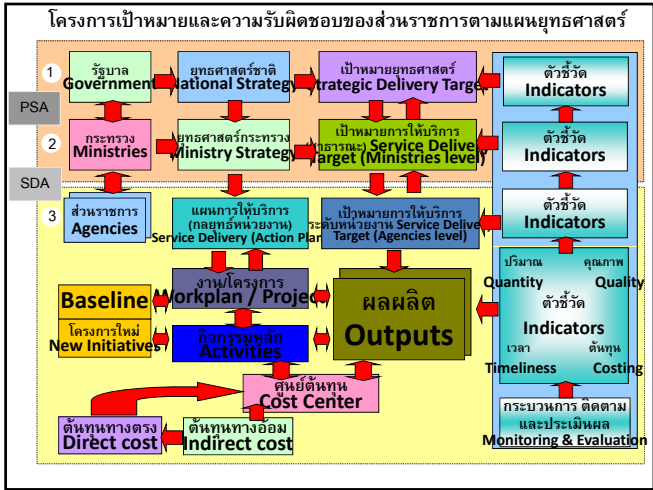 โครงการเป้าหมายและความรับผิดชอบของส่วนราชการตามแผนยุทธศาสตร์
1
รัฐบาล
Government
ยุทธศาสตร์ชาติ
National Strategy
เป้าหมายยุทธศาสตร์
Strategic Delivery Target
ตัวชี้วัด
Indicators
PSA
2
กระทรวง
Ministries
ยุทธศาสตร์กระทรวง
Ministry Strategy
เป้าหมายการให้บริการ
สาธารณะ) Service Deliver
Target (Ministries level)
ตัวชี้วัด
Indicators
SDA
3
ส่วนราชการ
Agencies
แผนการให้บริการ
(กลยุทธ์หน่วยงาน)
Service Delivery (Action Plan
เป้าหมายการให้บริการ
ระดับหน่วยงาน Service Deliver
Target (Agencies level)
ตัวชี้วัด
Indicators
Baseline
งาน/โครงการ
Workplan / Project
ผลผลิต
Outputs
ปริมาณ
Quantity
คุณภาพ
Quality
ตัวชี้วัด
Indicators
เวลา
Timeliness
ต้นทุน
Costing
โครงการใหม่
New Initiatives
กิจกรรมหลัก
Activities
ศูนย์ต้นทุน
Cost Center
ต้นทุนทางตรง
Direct cost
ต้นทุนทางอ้อม
Indirect cost
กระบวนการ ติดตาม
และประเมินผล
Monitoring & Evaluation